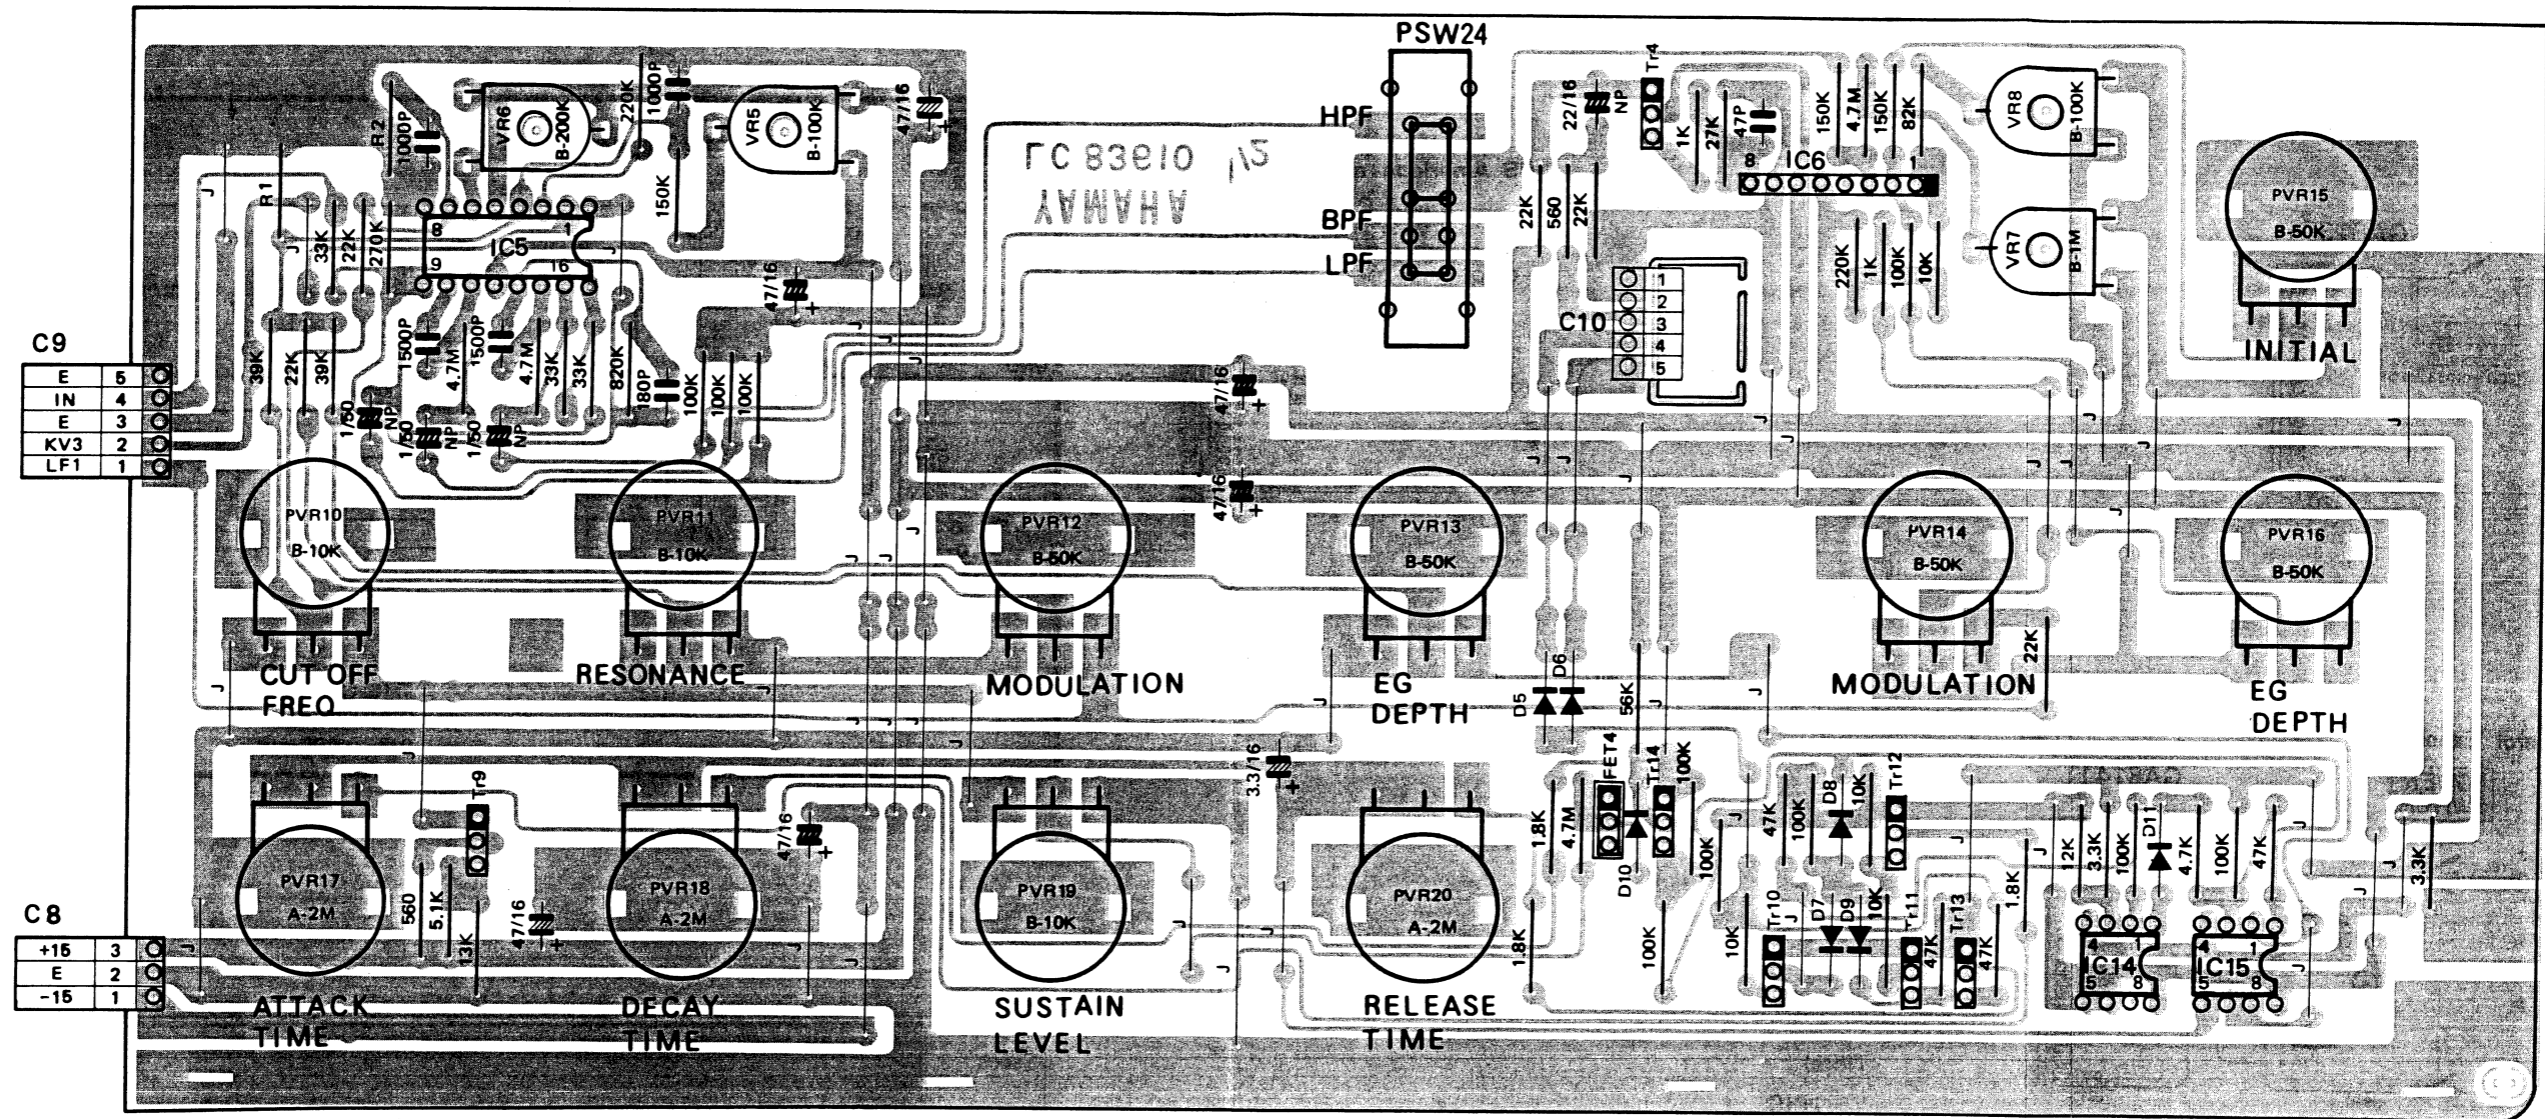 PSW24
HPF
BPF
LPF
LC 83610 1/2
YAMAHA
R2
1000P
VR6
B-200K
220K
1000P
VR5
B-100K
47/16
+
J
R1
33K
22K
270K
8
1
IC5
9
16
150K
47/16
+
22/16
NP
Tr4
1K
27K
47P
150K
4.7M
150K
82K
8
IC6
1
VR8
B-100K
VR7
B-1M
PVR15
B-50K
INITIAL
22K
560
22K
C10
1
2
3
4
5
220K
1K
100K
10K
C9
E 5
IN 4
E 3
KV3 2
LF1 1
39K
22K
39K
1500P
4.7M
1500P
4.7M
33K
33K
820K
180P
100K
100K
100K
1/50
NP
1/50
NP
1/50
NP
47/16
+
47/16
+
PVR10
B-10K
CUT OFF
FREQ
PVR11
B-10K
RESONANCE
PVR12
B-50K
MODULATION
PVR13
B-50K
EG
DEPTH
PVR14
B-50K
MODULATION
PVR16
B-50K
EG
DEPTH
22K
D5
D6
56K
3.3/16
+
FET4
Tr14
100K
1.8K
4.7M
D10
100K
47K
100K
D8
10K
Tr12
12K
3.3K
100K
D11
4.7K
100K
47K
3.3K
PVR17
A-2M
ATTACK
TIME
560
5.1K
Tr9
13K
47/16
+
PVR18
A-2M
DECAY
TIME
47/16
+
PVR19
B-10K
SUSTAIN
LEVEL
PVR20
A-2M
RELEASE
TIME
1.8K
100K
10K
Tr10
D7
D9
10K
Tr11
47K
Tr13
47K
1.8K
4
1
IC14
5
8
4
1
IC15
5
8
C8
+15 3
E 2
-15 1